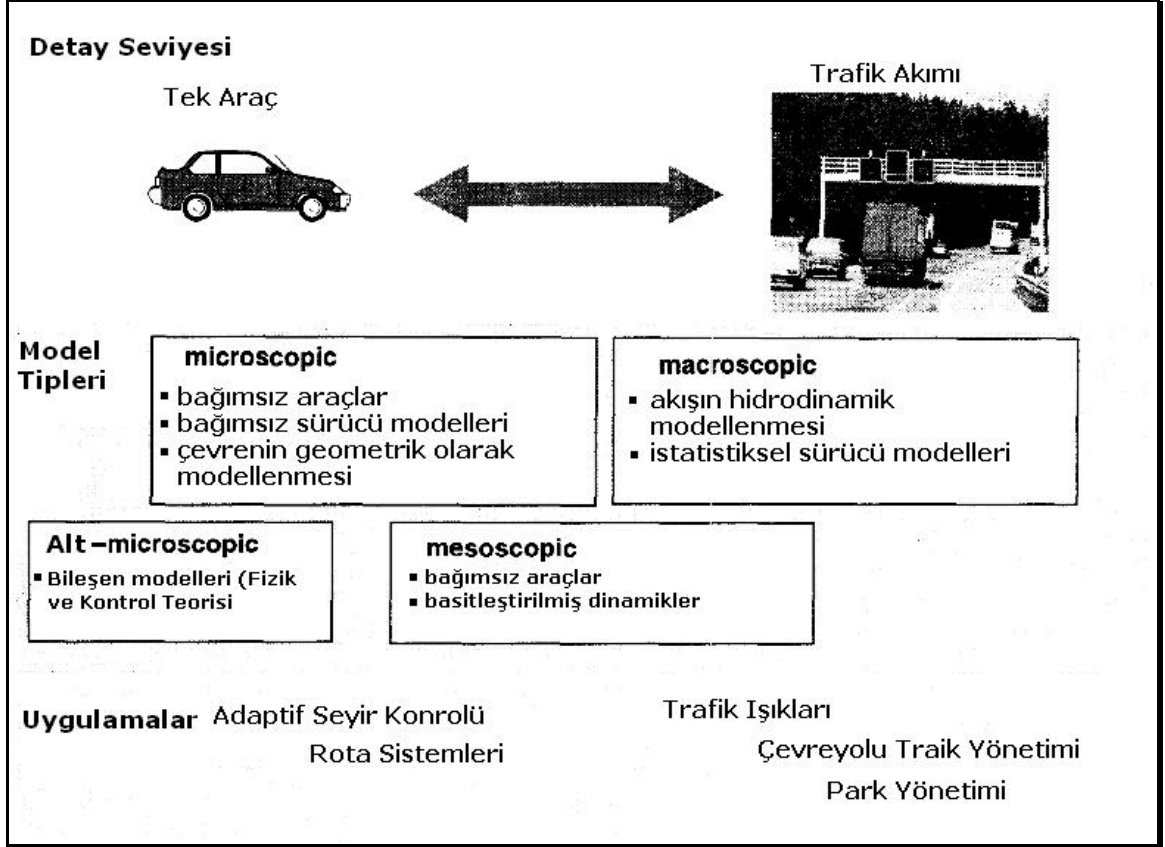 Detay Seviyesi
Tek Araç
Trafik Akımı
Model
Tipleri
microscopic
▪ bağımsız araçlar
▪ bağımsız sürücü modelleri
▪ çevrenin geometrik olarak
modellenmesi
macroscopic
▪ akışın hidrodinamik
modellenmesi
▪ istatistiksel sürücü modelleri
Alt-microscopic
▪ Bileşen modelleri (Fizik
ve Kontrol Teorisi
mesoscopic
▪ bağımsız araçlar
▪ basitleştirilmiş dinamikler
Uygulamalar
Adaptif Seyir Konrolü
Rota Sistemleri
Trafik Işıkları
Çevreyolu Traik Yönetimi
Park Yönetimi